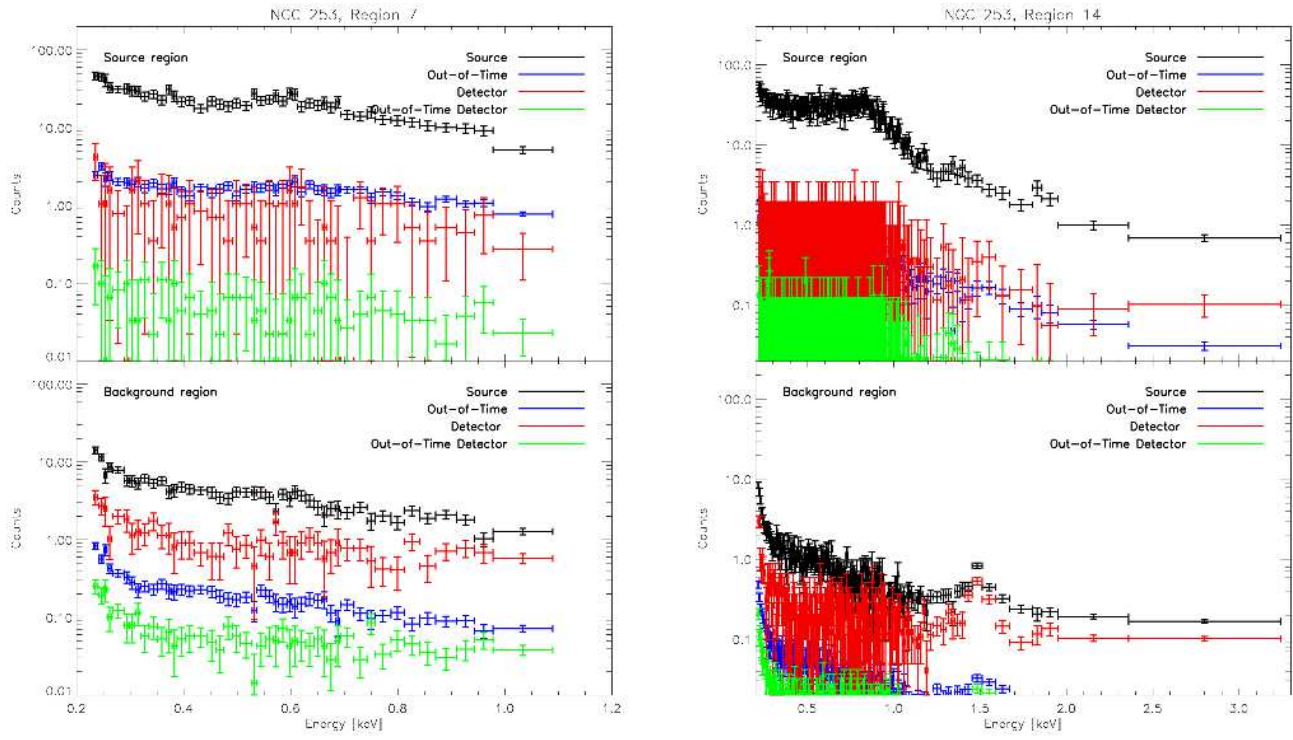 NGC 253, Region 7
100.00
10.00
1.00
0.10
0.01
Counts
Source region
Source
Out-of-Time
Detector
Out-of-Time Detector
100.00
10.00
1.00
0.10
0.01
Counts
Background region
Source
Out-of-Time
Detector
Out-of-Time Detector
0.2 0.4 0.6 0.8 1.0 1.2
Energy [keV]
NGC 253, Region 14
100.0
10.0
1.0
0.1
Counts
Source region
Source
Out-of-Time
Detector
Out-of-Time Detector
100.0
10.0
1.0
0.1
Counts
Background region
Source
Out-of-Time
Detector
Out-of-Time Detector
0.5 1.0 1.5 2.0 2.5 3.0
Energy [keV]